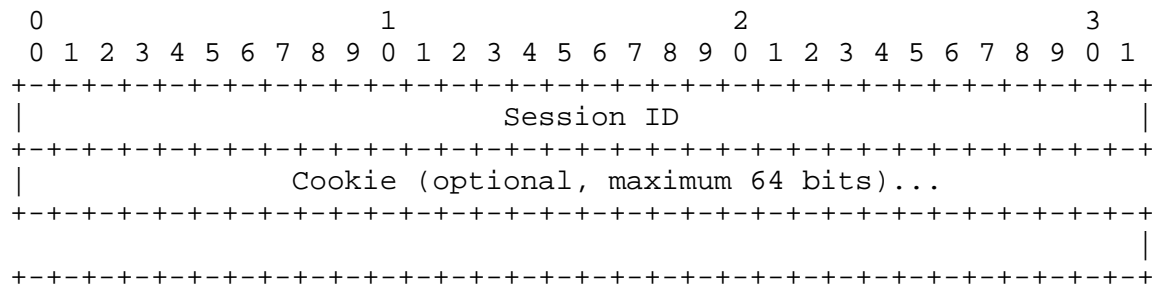 0                   1                   2                   3
 0 1 2 3 4 5 6 7 8 9 0 1 2 3 4 5 6 7 8 9 0 1 2 3 4 5 6 7 8 9 0 1
+-+-+-+-+-+-+-+-+-+-+-+-+-+-+-+-+-+-+-+-+-+-+-+-+-+-+-+-+-+-+-+-+
|                           Session ID                          |
+-+-+-+-+-+-+-+-+-+-+-+-+-+-+-+-+-+-+-+-+-+-+-+-+-+-+-+-+-+-+-+-+
|               Cookie (optional, maximum 64 bits)...
+-+-+-+-+-+-+-+-+-+-+-+-+-+-+-+-+-+-+-+-+-+-+-+-+-+-+-+-+-+-+-+-+
                                                                |
+-+-+-+-+-+-+-+-+-+-+-+-+-+-+-+-+-+-+-+-+-+-+-+-+-+-+-+-+-+-+-+-+